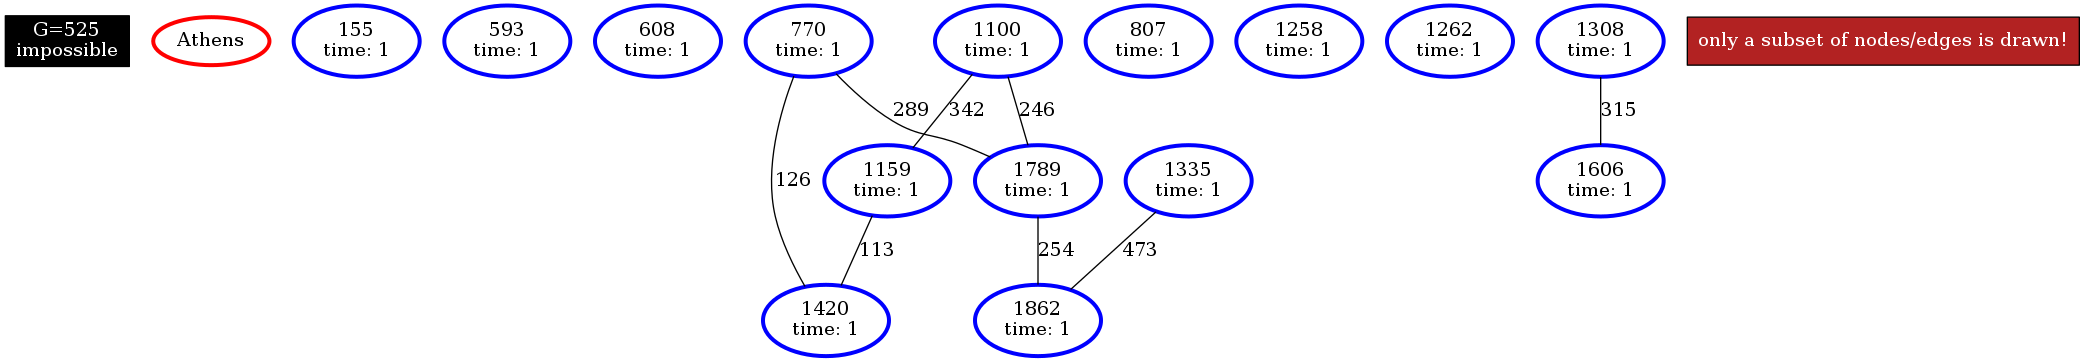 G=525
impossible
Athens
155
time: 1
593
time: 1
608
time: 1
770
time: 1
1100
time: 1
807
time: 1
1258
time: 1
1262
time: 1
1308
time: 1
only a subset of nodes/edges is drawn!
289
342
246
315
126
1159
time: 1
1789
time: 1
1335
time: 1
1606
time: 1
113
254
473
1420
time: 1
1862
time: 1